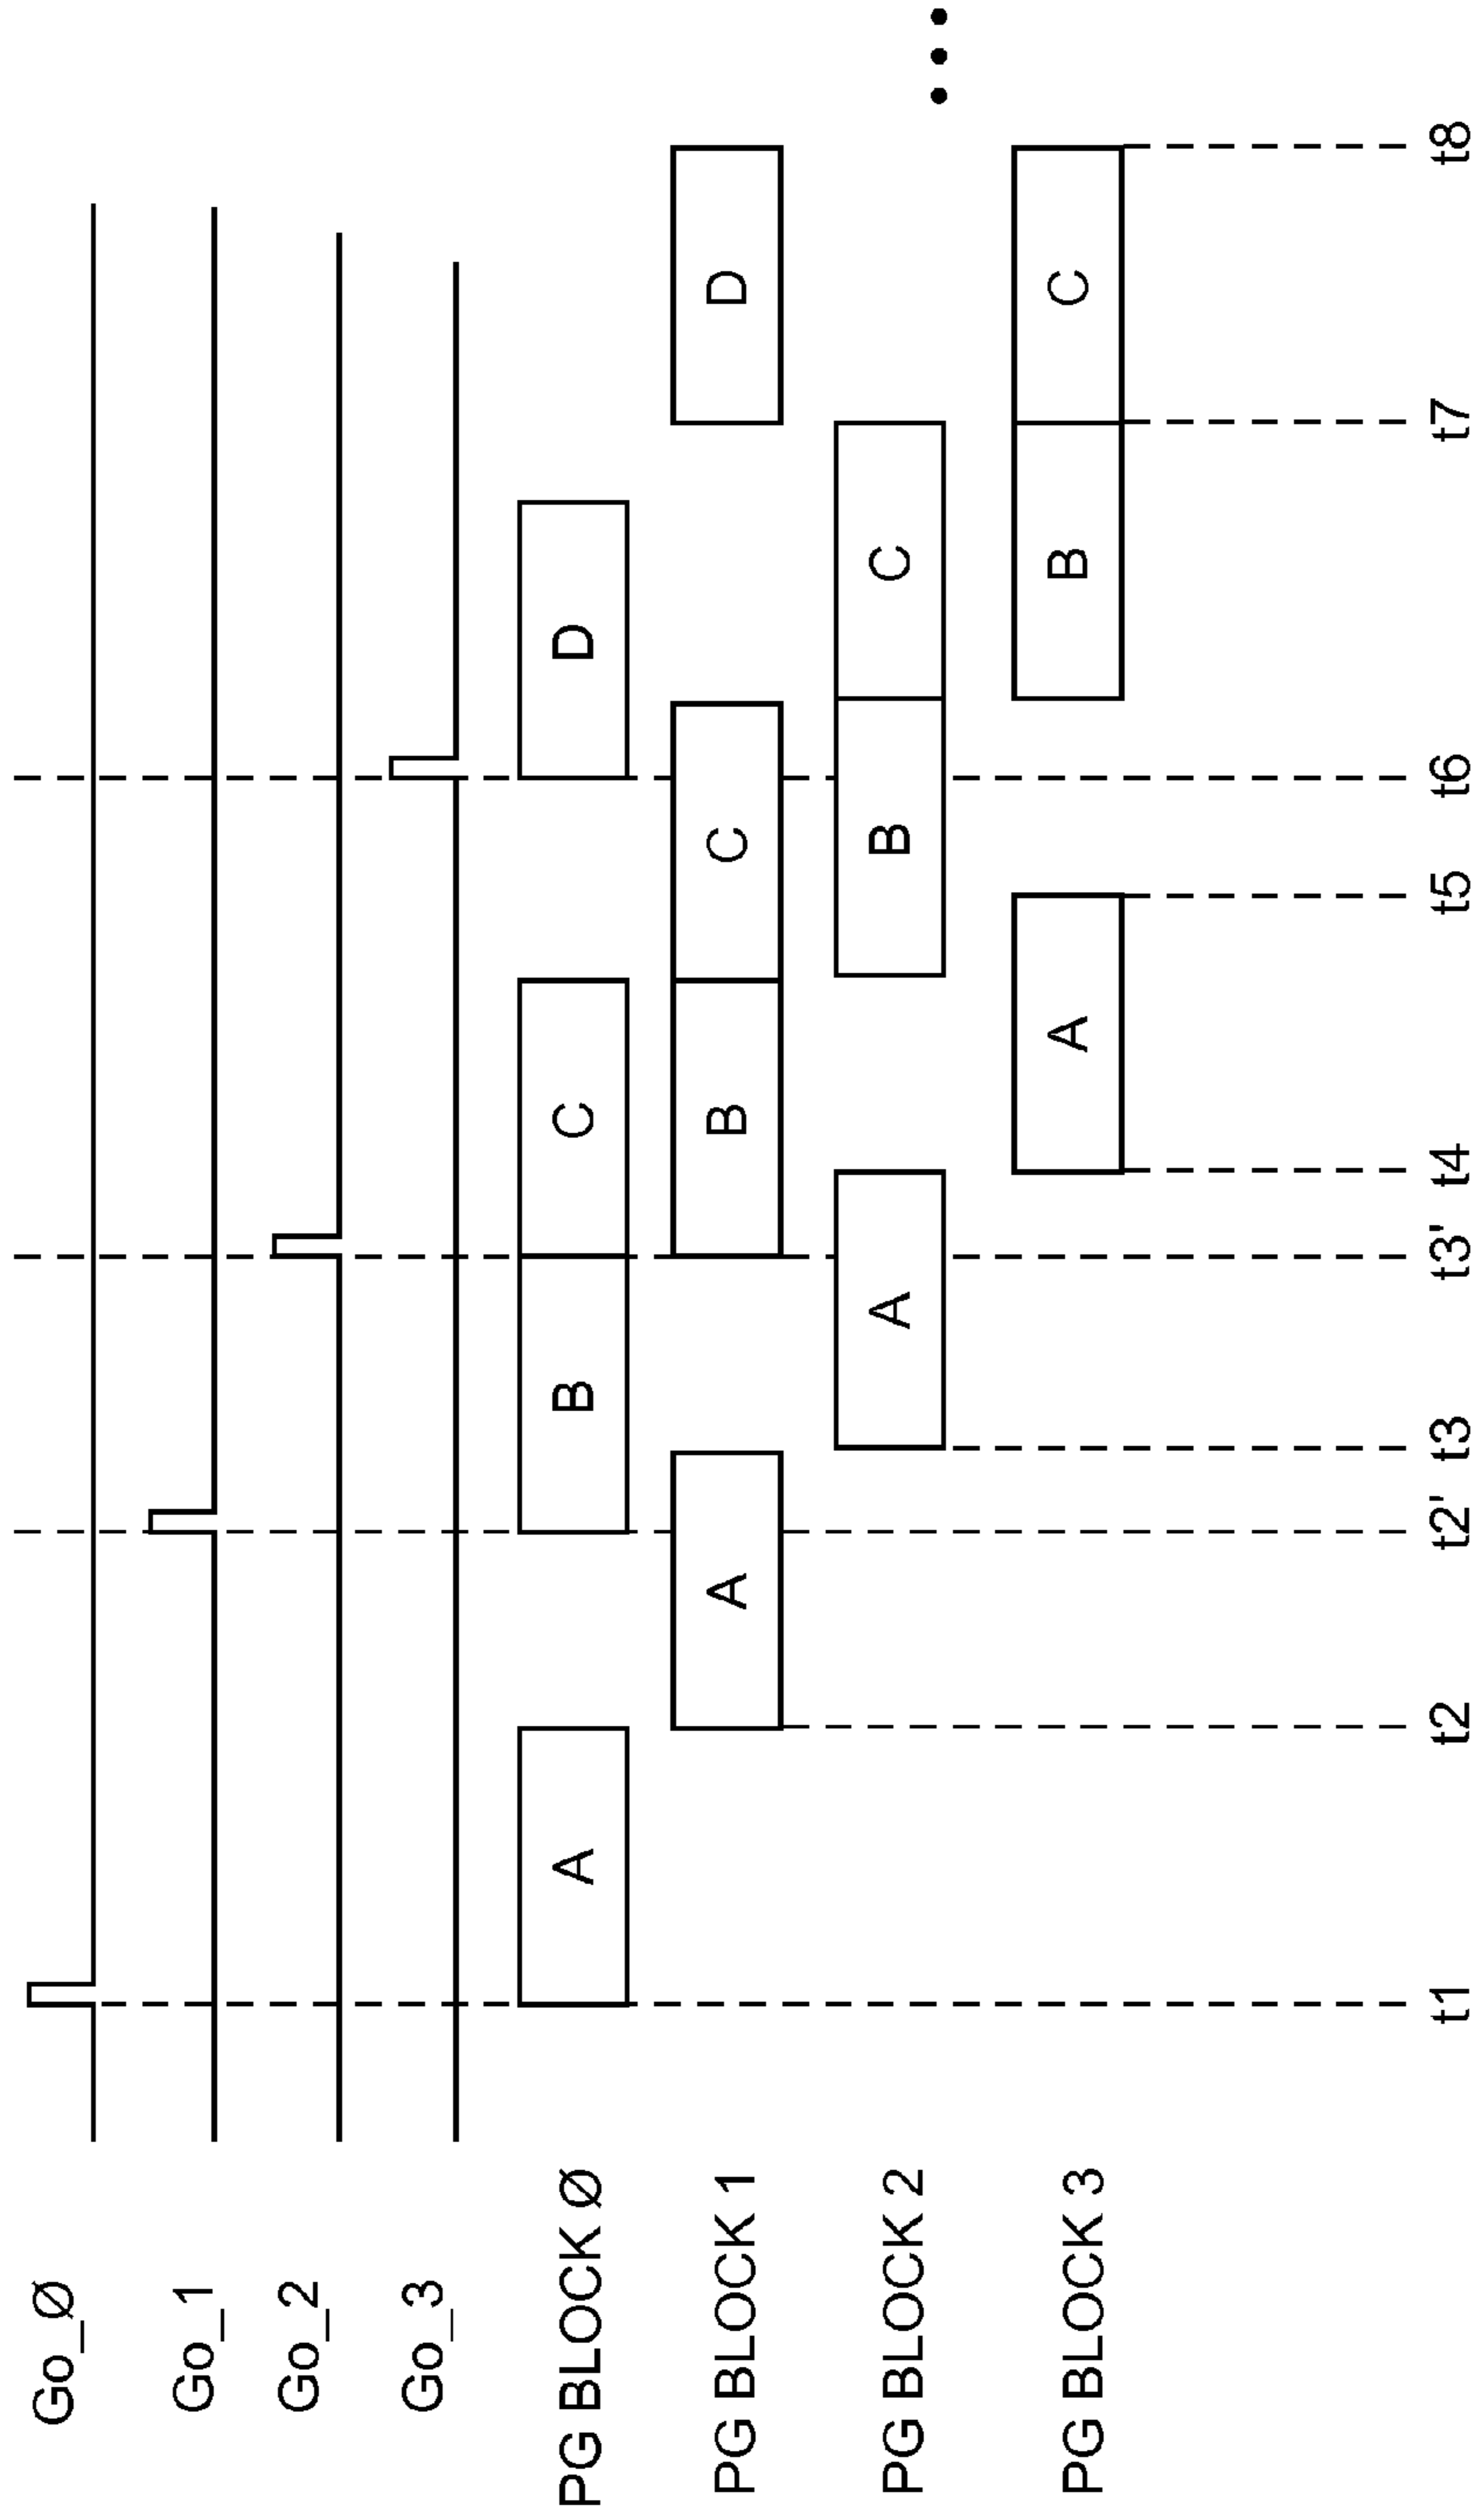 Go_Ø
Go_1
Go_2
Go_3
PG BLOCK Ø A B C D
PG BLOCK 1 A B C D
PG BLOCK 2 A B C
PG BLOCK 3 A B C
t1 t2 t2' t3 t3' t4 t5 t6 t7 t8